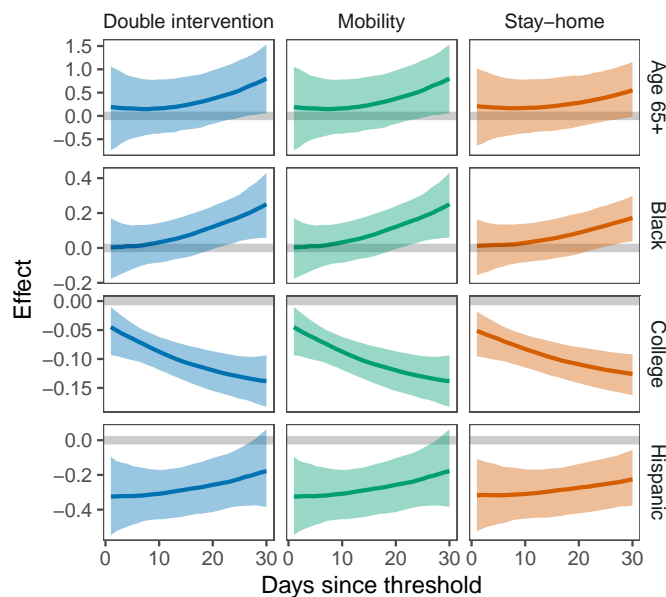 Double intervention Mobility Stay−home
1.5
1.0
0.5
0.0
−0.5
Age 65+
0.4
0.2
0.0
−0.2
Black
0.00
−0.05
−0.10
−0.15
College
0.0
−0.2
−0.4
Hispanic
Effect
0 10 20 30 0 10 20 30 0 10 20 30
Days since threshold